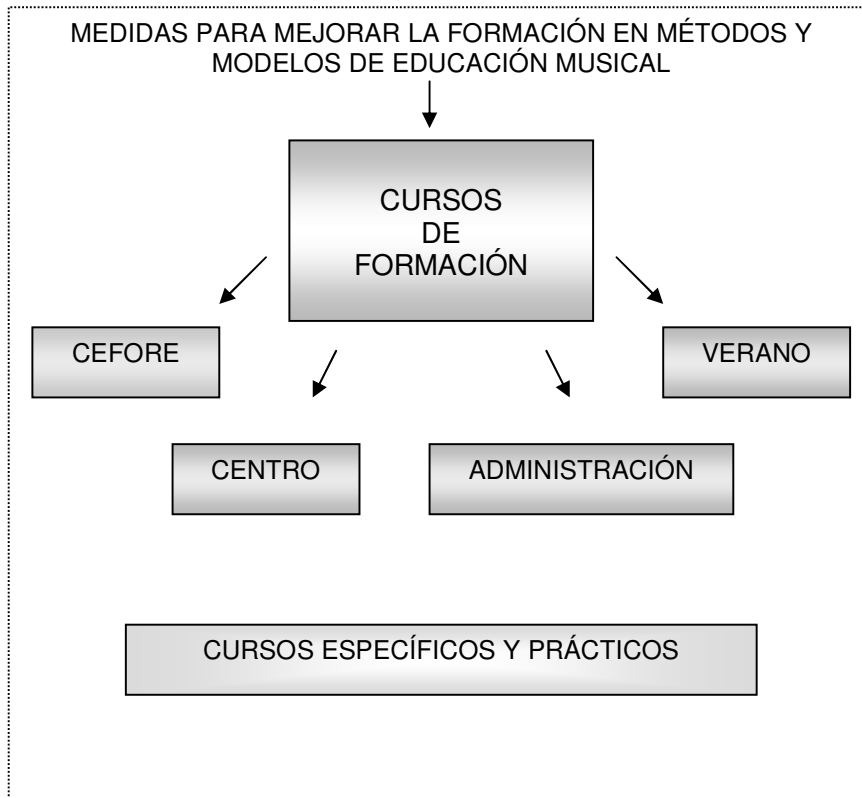 MEDIDAS PARA MEJORAR LA FORMACIÓN EN MÉTODOS Y
MODELOS DE EDUCACIÓN MUSICAL
CURSOS
DE
FORMACIÓN
CEFORE
VERANO
CENTRO
ADMINISTRACIÓN
CURSOS ESPECÍFICOS Y PRÁCTICOS